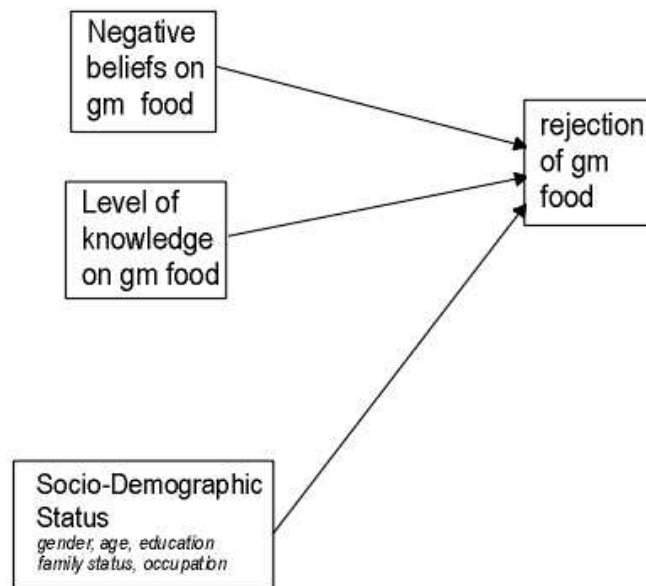 Negative
beliefs on
gm food
rejection
of gm
food
Level of
knowledge
on gm food
Socio-Demographic
Status
gender, age, education
family status, occupation